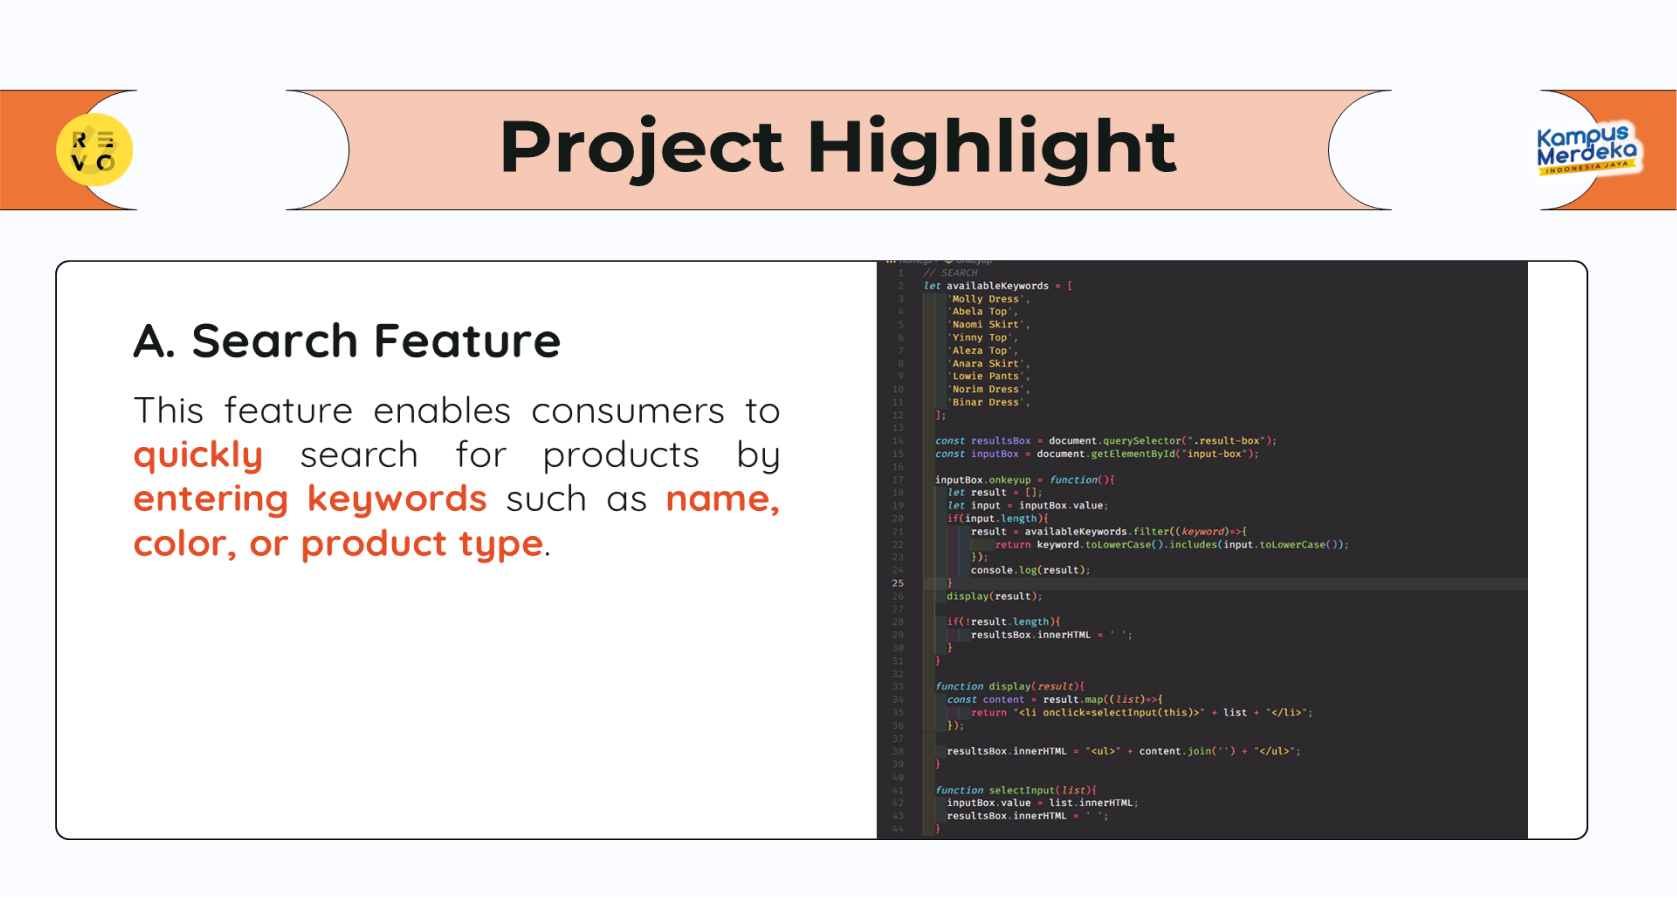 Project Highlight
R E
V O
Kampus
Merdeka
INDONESIA JAYA
A. Search Feature
This feature enables consumers to
quickly search for products by
entering keywords such as name,
color, or product type.
1 // SEARCH
2 let availableKeywords = [
3 'Molly Dress',
4 'Abela Top',
5 'Naomi Skirt',
6 'Yinny Top',
7 'Aleza Top',
8 'Anara Skirt',
9 'Lowie Pants',
10 'Norim Dress',
11 'Binar Dress',
12 ];
13
14 const resultsBox = document.querySelector(".result-box");
15 const inputBox = document.getElementById("input-box");
16
17 inputBox.onkeyup = function(){
18 let result = [];
19 let input = inputBox.value;
20 if(input.length){
21 result = availableKeywords.filter((keyword)=>{
22 return keyword.toLowerCase().includes(input.toLowerCase());
23 });
24 console.log(result);
25 }
26 display(result);
27
28 if(!result.length){
29 resultsBox.innerHTML = ' ';
30 }
31 }
32
33 function display(result){
34 const content = result.map((list)=>{
35 return "<li onclick=selectInput(this)>" + list + "</li>";
36 });
37
38 resultsBox.innerHTML = "<ul>" + content.join('') + "</ul>";
39 }
40
41 function selectInput(list){
42 inputBox.value = list.innerHTML;
43 resultsBox.innerHTML = ' ';
44 }